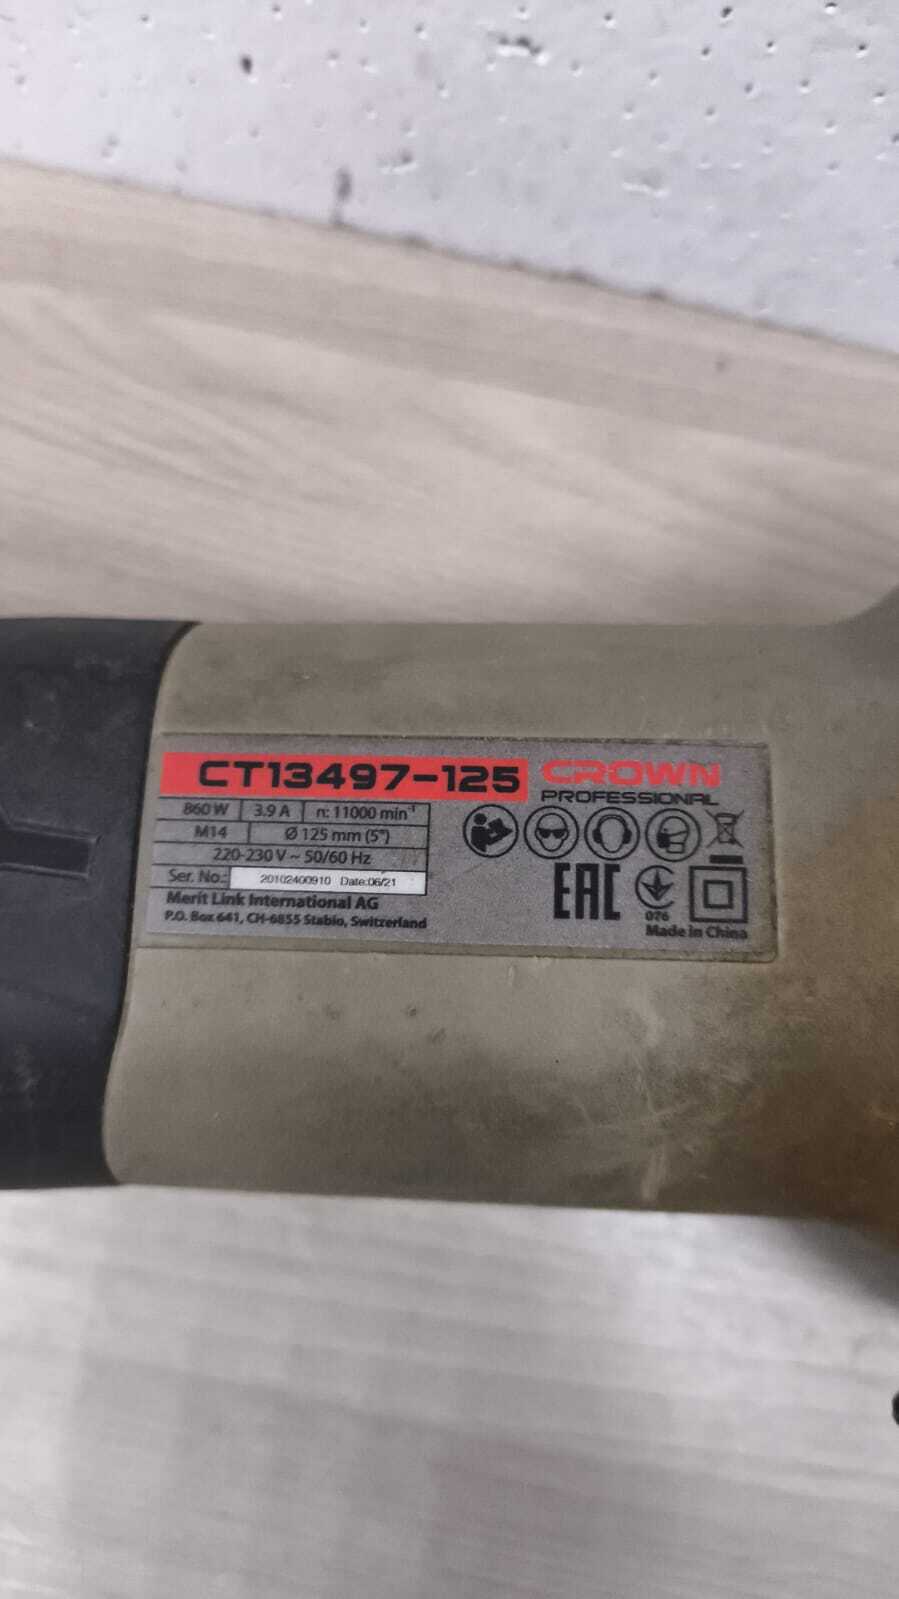 CT13497-125
CROWN
PROFESSIONAL
860 W 3.9 A n: 11000 min⁻¹
M14 Ø 125 mm (5")
220-230 V ~ 50/60 Hz
Ser. No.: 20102400910 Date:06/21
Merit Link International AG
P.O. Box 641, CH-6855 Stabio, Switzerland
EAC
076
Made in China